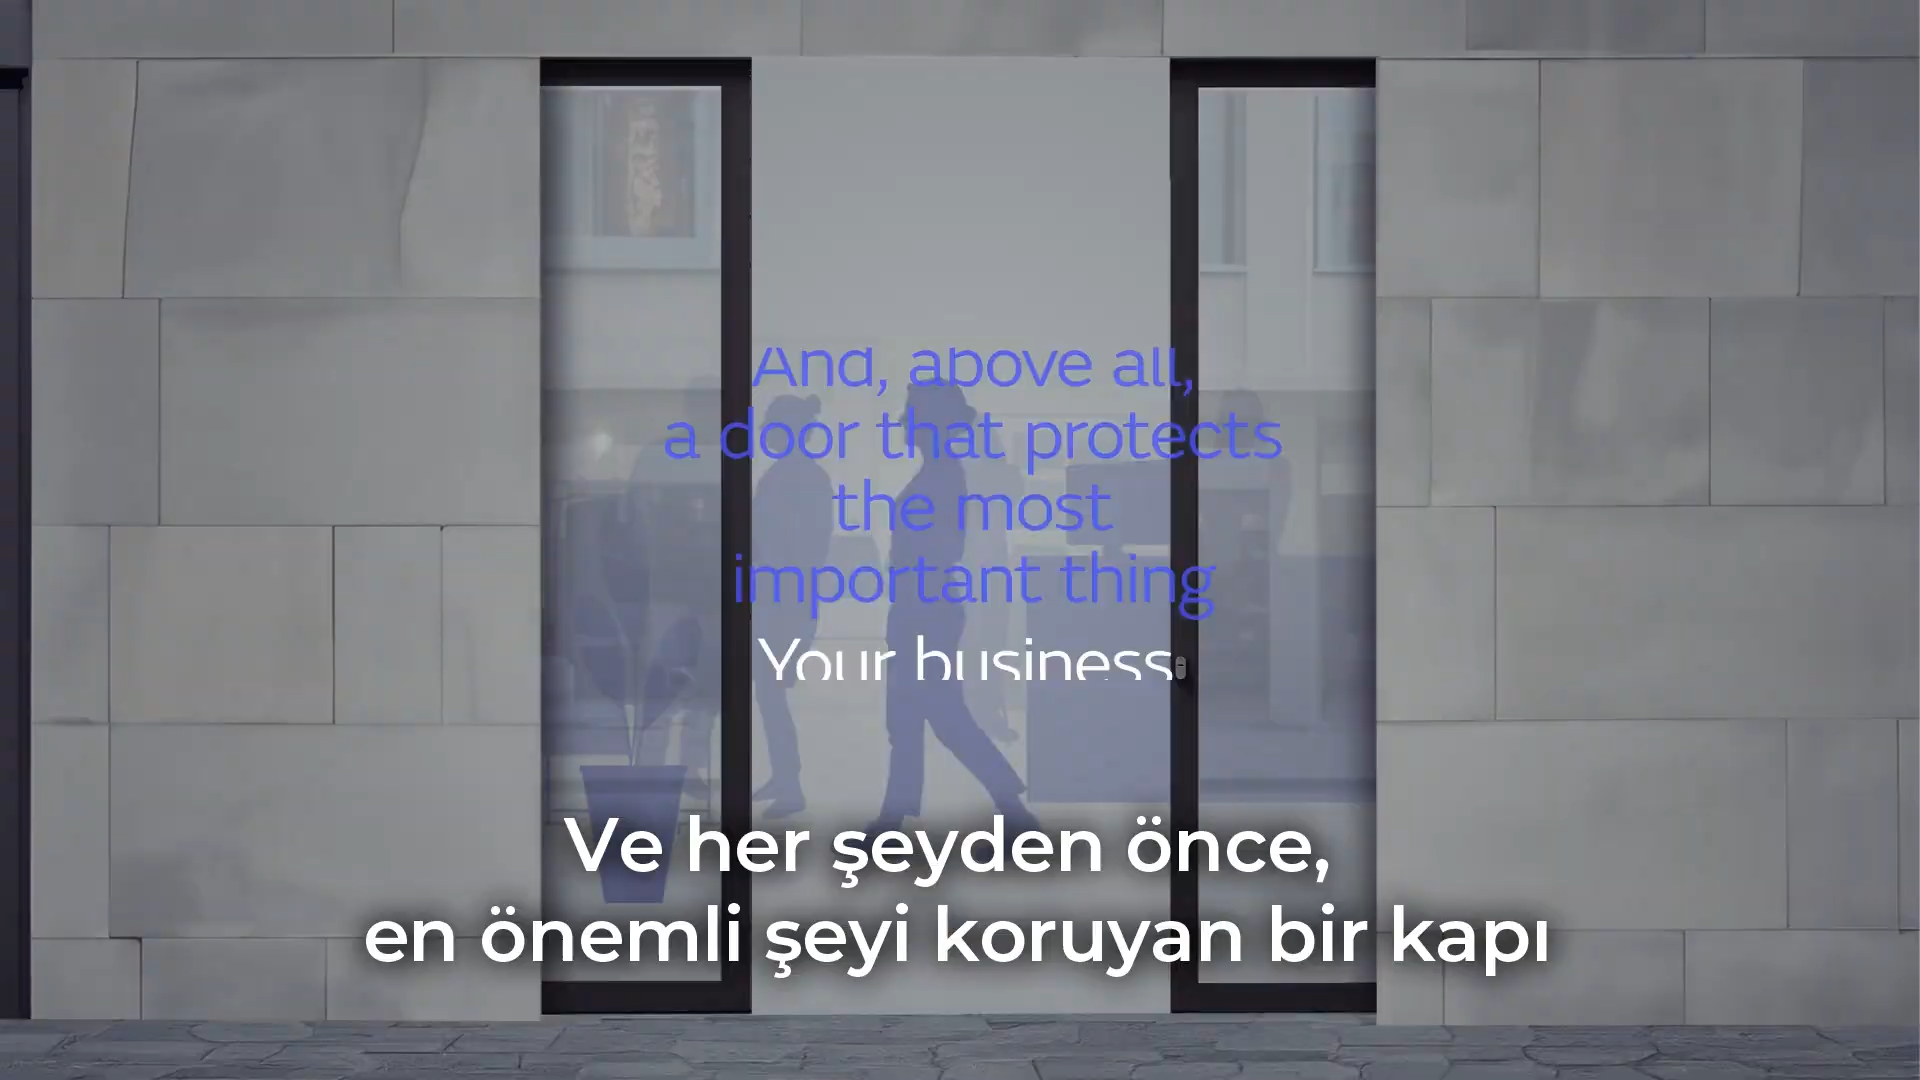 And, above all,
a door that protects
the most
important thing
Your business
Ve her şeyden önce,
en önemli şeyi koruyan bir kapı